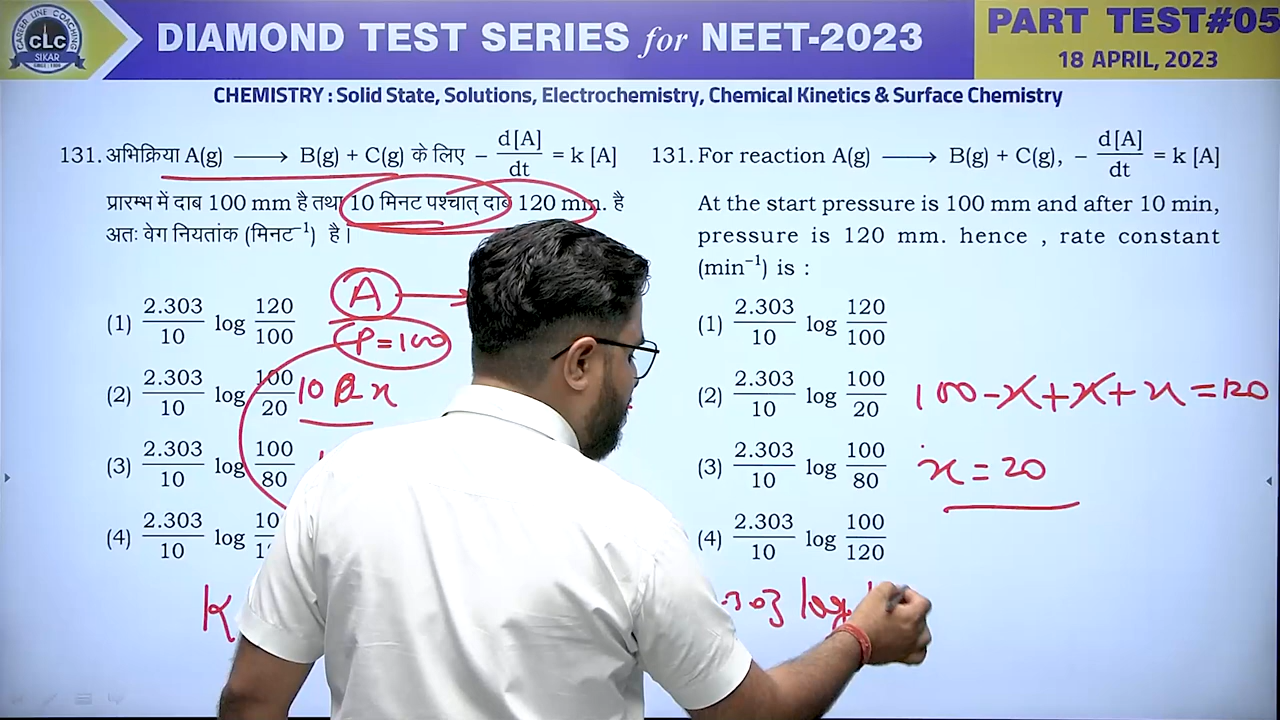 CAREER LINE COACHING
CLC
SIKAR
DIAMOND TEST SERIES for NEET-2023
PART TEST#05
18 APRIL, 2023
CHEMISTRY : Solid State, Solutions, Electrochemistry, Chemical Kinetics & Surface Chemistry
131. अभिक्रिया A(g) ⟶ B(g) + C(g) के लिए − d[A]/dt = k [A]
प्रारम्भ में दाब 100 mm है तथा 10 मिनट पश्चात् दाब 120 mm. है
अतः वेग नियतांक (मिनट⁻¹) है।
(1) 2.303/10 log 120/100
(2) 2.303/10 log 100/20
(3) 2.303/10 log 100/80
(4) 2.303/10 log
A →
P=100
K
131. For reaction A(g) ⟶ B(g) + C(g), − d[A]/dt = k [A]
At the start pressure is 100 mm and after 10 min,
pressure is 120 mm. hence , rate constant
(min⁻¹) is :
(1) 2.303/10 log 120/100
(2) 2.303/10 log 100/20
(3) 2.303/10 log 100/80
(4) 2.303/10 log 100/120
100-x+x+x=120
x=20
303 log